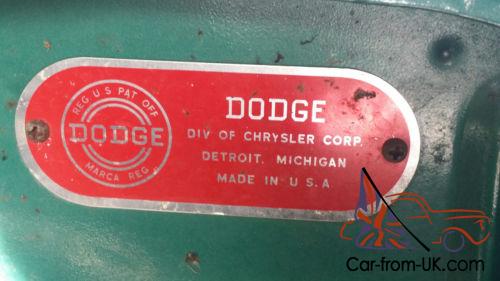 REG U S PAT OFF
DODGE
MARCA REG
DODGE
DIV OF CHRYSLER CORP.
DETROIT, MICHIGAN
MADE IN U.S.A
Car-from-UK.com